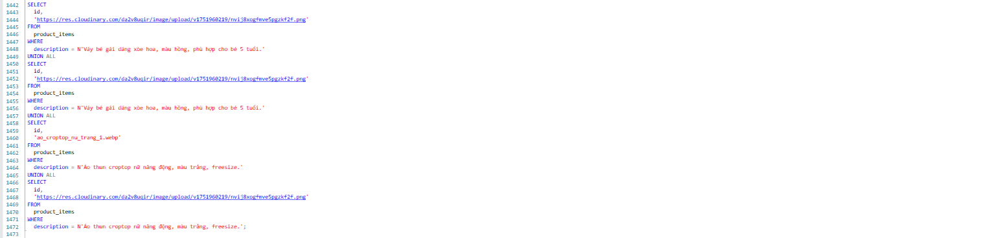 1442 SELECT
1443 id,
1444 'https://res.cloudinary.com/da2v8uqir/image/upload/v1751960219/nvij8xogfmve5pgzkf2f.png'
1445 FROM
1446 product_items
1447 WHERE
1448 description = N'Váy bé gái dáng xòe hoa, màu hồng, phù hợp cho bé 5 tuổi.'
1449 UNION ALL
1450 SELECT
1451 id,
1452 'https://res.cloudinary.com/da2v8uqir/image/upload/v1751960219/nvij8xogfmve5pgzkf2f.png'
1453 FROM
1454 product_items
1455 WHERE
1456 description = N'Váy bé gái dáng xòe hoa, màu hồng, phù hợp cho bé 5 tuổi.'
1457 UNION ALL
1458 SELECT
1459 id,
1460 'ao_croptop_nu_trang_1.webp'
1461 FROM
1462 product_items
1463 WHERE
1464 description = N'Áo thun croptop nữ năng động, màu trắng, freesize.'
1465 UNION ALL
1466 SELECT
1467 id,
1468 'https://res.cloudinary.com/da2v8uqir/image/upload/v1751960219/nvij8xogfmve5pgzkf2f.png'
1469 FROM
1470 product_items
1471 WHERE
1472 description = N'Áo thun croptop nữ năng động, màu trắng, freesize.';
1473